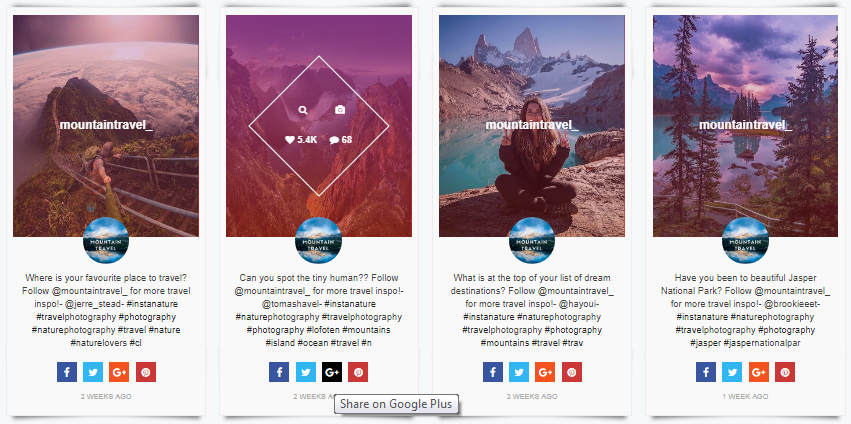 mountaintravel_
MOUNTAIN
TRAVEL
Where is your favourite place to travel?
Follow @mountaintravel_ for more travel
inspo!- @jerre_stead- #instanature
#travelphotography #photography
#naturephotography #travel #nature
#naturelovers #cl
2 WEEKS AGO
5.4K 68
MOUNTAIN
TRAVEL
Can you spot the tiny human?? Follow
@mountaintravel_ for more travel inspo!-
@tomashavel- #instanature
#naturephotography #travelphotography
#photography #lofoten #mountains
#island #ocean #travel #n
G+
2 WEEKS AGO
Share on Google Plus
mountaintravel_
MOUNTAIN
TRAVEL
What is at the top of your list of dream
destinations? Follow @mountaintravel_
for more travel inspo!- @hayoui-
#instanature #naturephotography
#travelphotography #photography
#mountains #travel #trav
2 WEEKS AGO
mountaintravel_
MOUNTAIN
TRAVEL
Have you been to beautiful Jasper
National Park? Follow @mountaintravel_
for more travel inspo!- @brookieeet-
#instanature #naturephotography
#travelphotography #photography
#jasper #jaspernationalpar
1 WEEK AGO